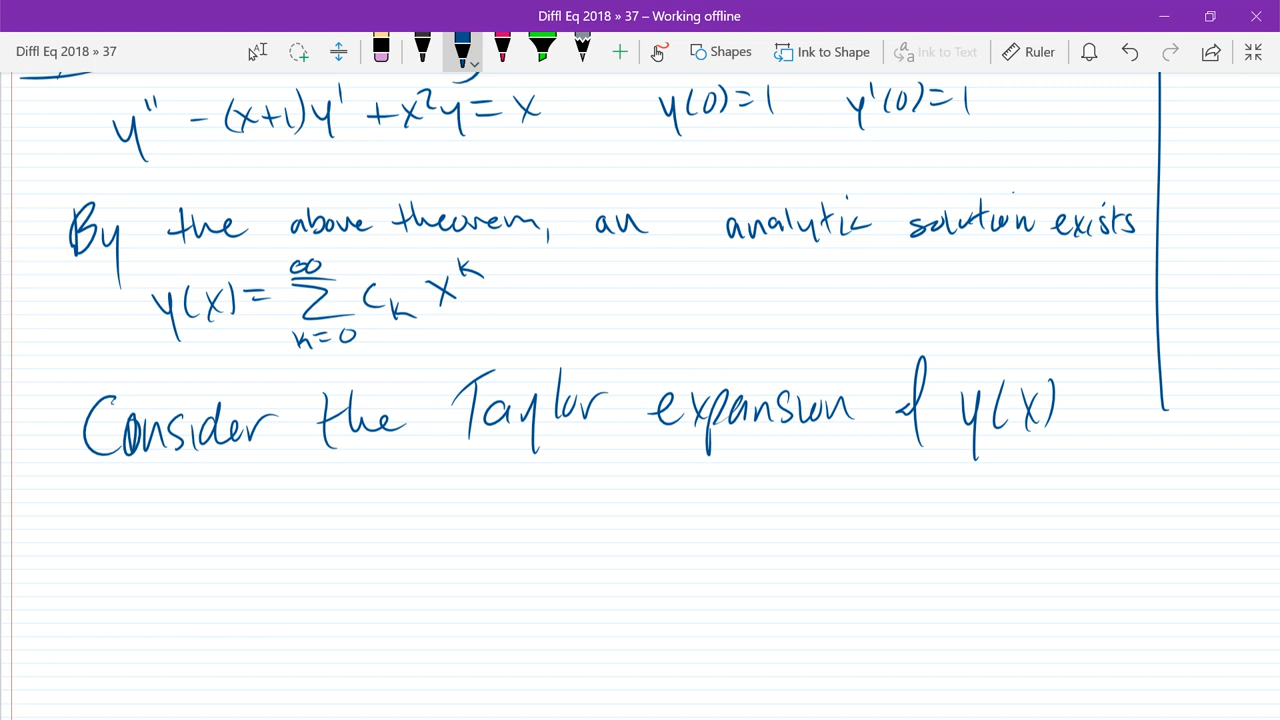 Diffl Eq 2018 » 37 – Working offline
Diffl Eq 2018 » 37
Shapes
Ink to Shape
Ink to Text
Ruler
y'' - (x+1)y' + x²y = x y(0)=1 y'(0)=1
By the above theorem, an analytic solution exists
y(x) = ∑_{k=0}^{∞} c_k x^k
Consider the Taylor expansion of y(x)